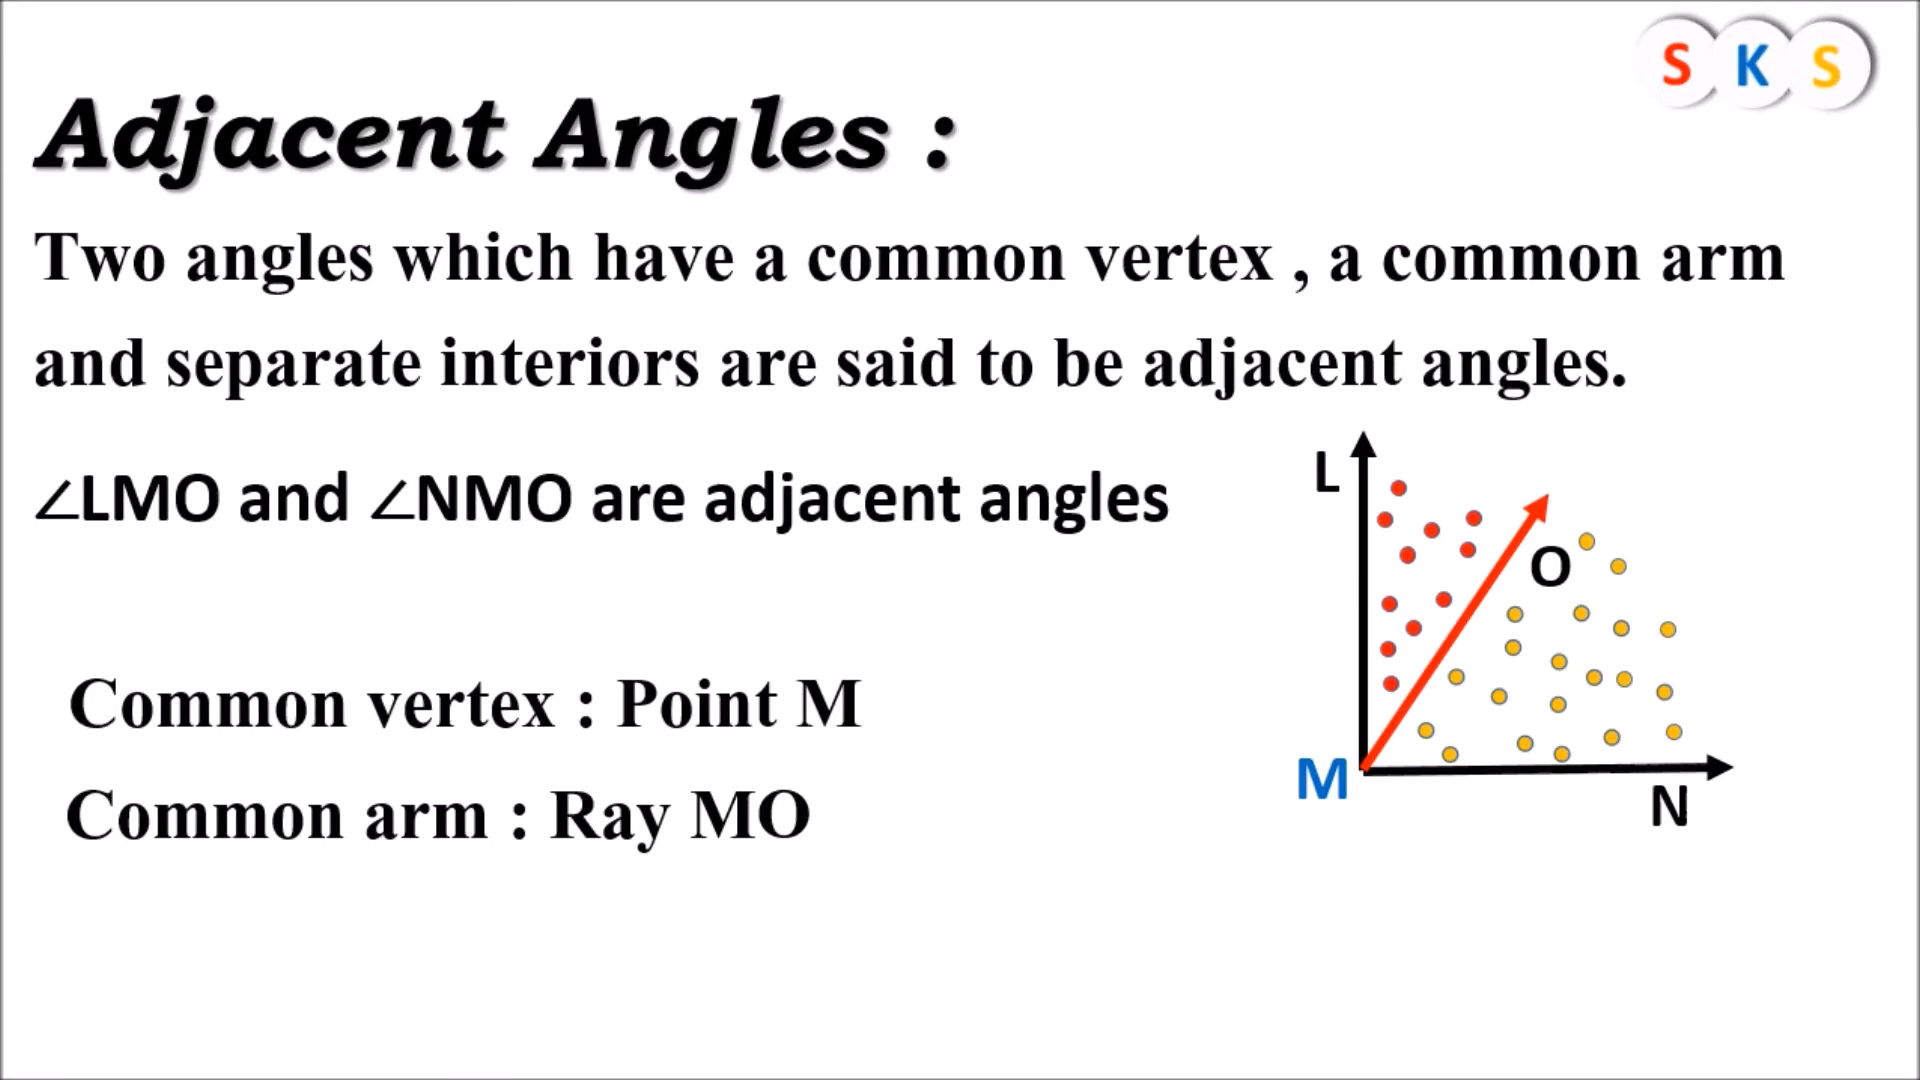 S K S
Adjacent Angles :
Two angles which have a common vertex , a common arm
and separate interiors are said to be adjacent angles.
∠LMO and ∠NMO are adjacent angles
L
O
Common vertex : Point M
M
N
Common arm : Ray MO